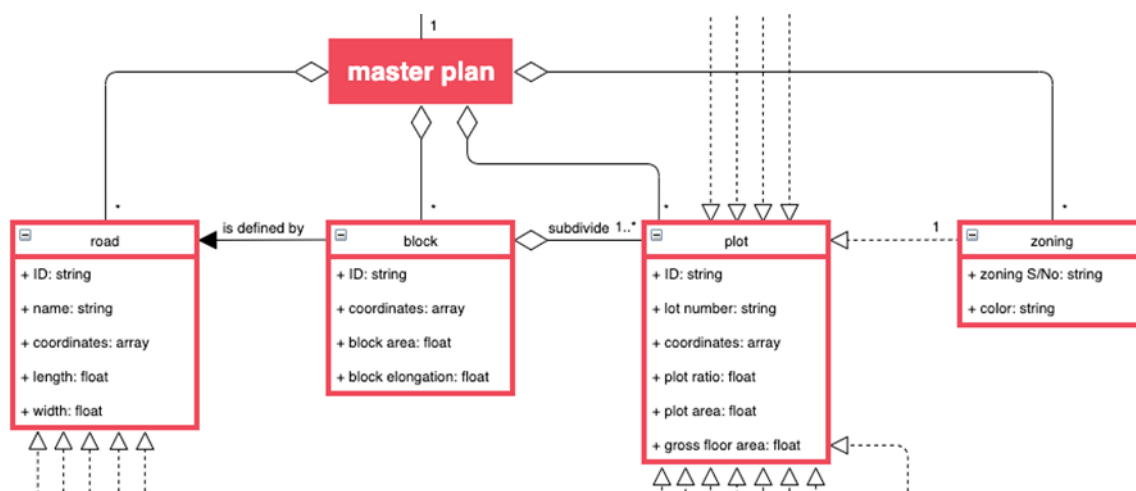 1
master plan
*
*
*
*
is defined by
subdivide 1..*
1
road
+ ID: string
+ name: string
+ coordinates: array
+ length: float
+ width: float
block
+ ID: string
+ coordinates: array
+ block area: float
+ block elongation: float
plot
+ ID: string
+ lot number: string
+ coordinates: array
+ plot ratio: float
+ plot area: float
+ gross floor area: float
zoning
+ zoning S/No: string
+ color: string